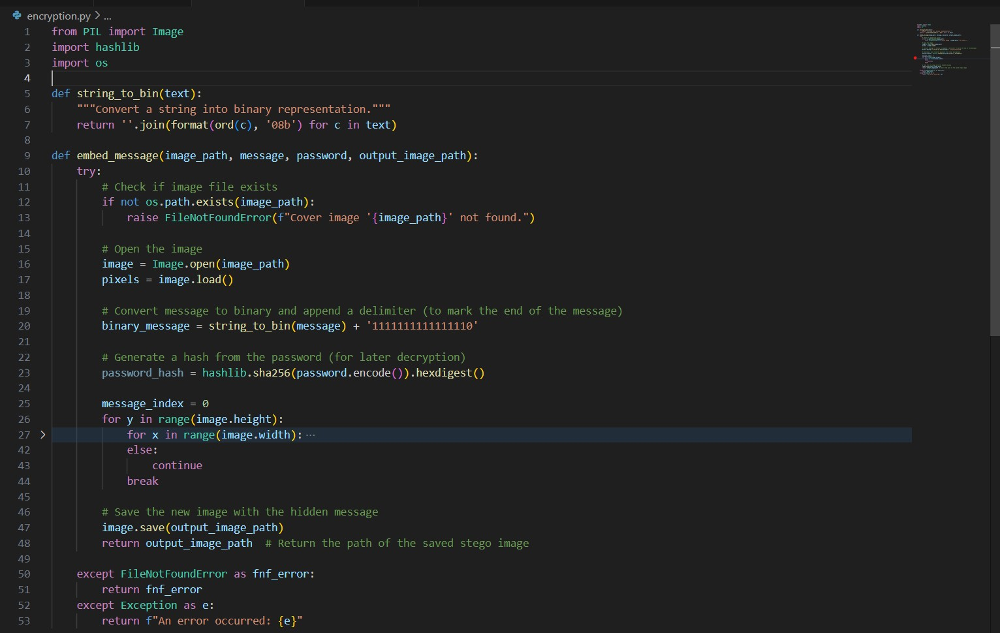 encryption.py > ...
1 from PIL import Image
2 import hashlib
3 import os
4
5 def string_to_bin(text):
6     """Convert a string into binary representation."""
7     return ''.join(format(ord(c), '08b') for c in text)
8
9 def embed_message(image_path, message, password, output_image_path):
10     try:
11         # Check if image file exists
12         if not os.path.exists(image_path):
13             raise FileNotFoundError(f"Cover image '{image_path}' not found.")
14
15         # Open the image
16         image = Image.open(image_path)
17         pixels = image.load()
18
19         # Convert message to binary and append a delimiter (to mark the end of the message)
20         binary_message = string_to_bin(message) + '1111111111111110'
21
22         # Generate a hash from the password (for later decryption)
23         password_hash = hashlib.sha256(password.encode()).hexdigest()
24
25         message_index = 0
26         for y in range(image.height):
27             for x in range(image.width): ...
42             else:
43                 continue
44             break
45
46         # Save the new image with the hidden message
47         image.save(output_image_path)
48         return output_image_path  # Return the path of the saved stego image
49
50     except FileNotFoundError as fnf_error:
51         return fnf_error
52     except Exception as e:
53         return f"An error occurred: {e}"